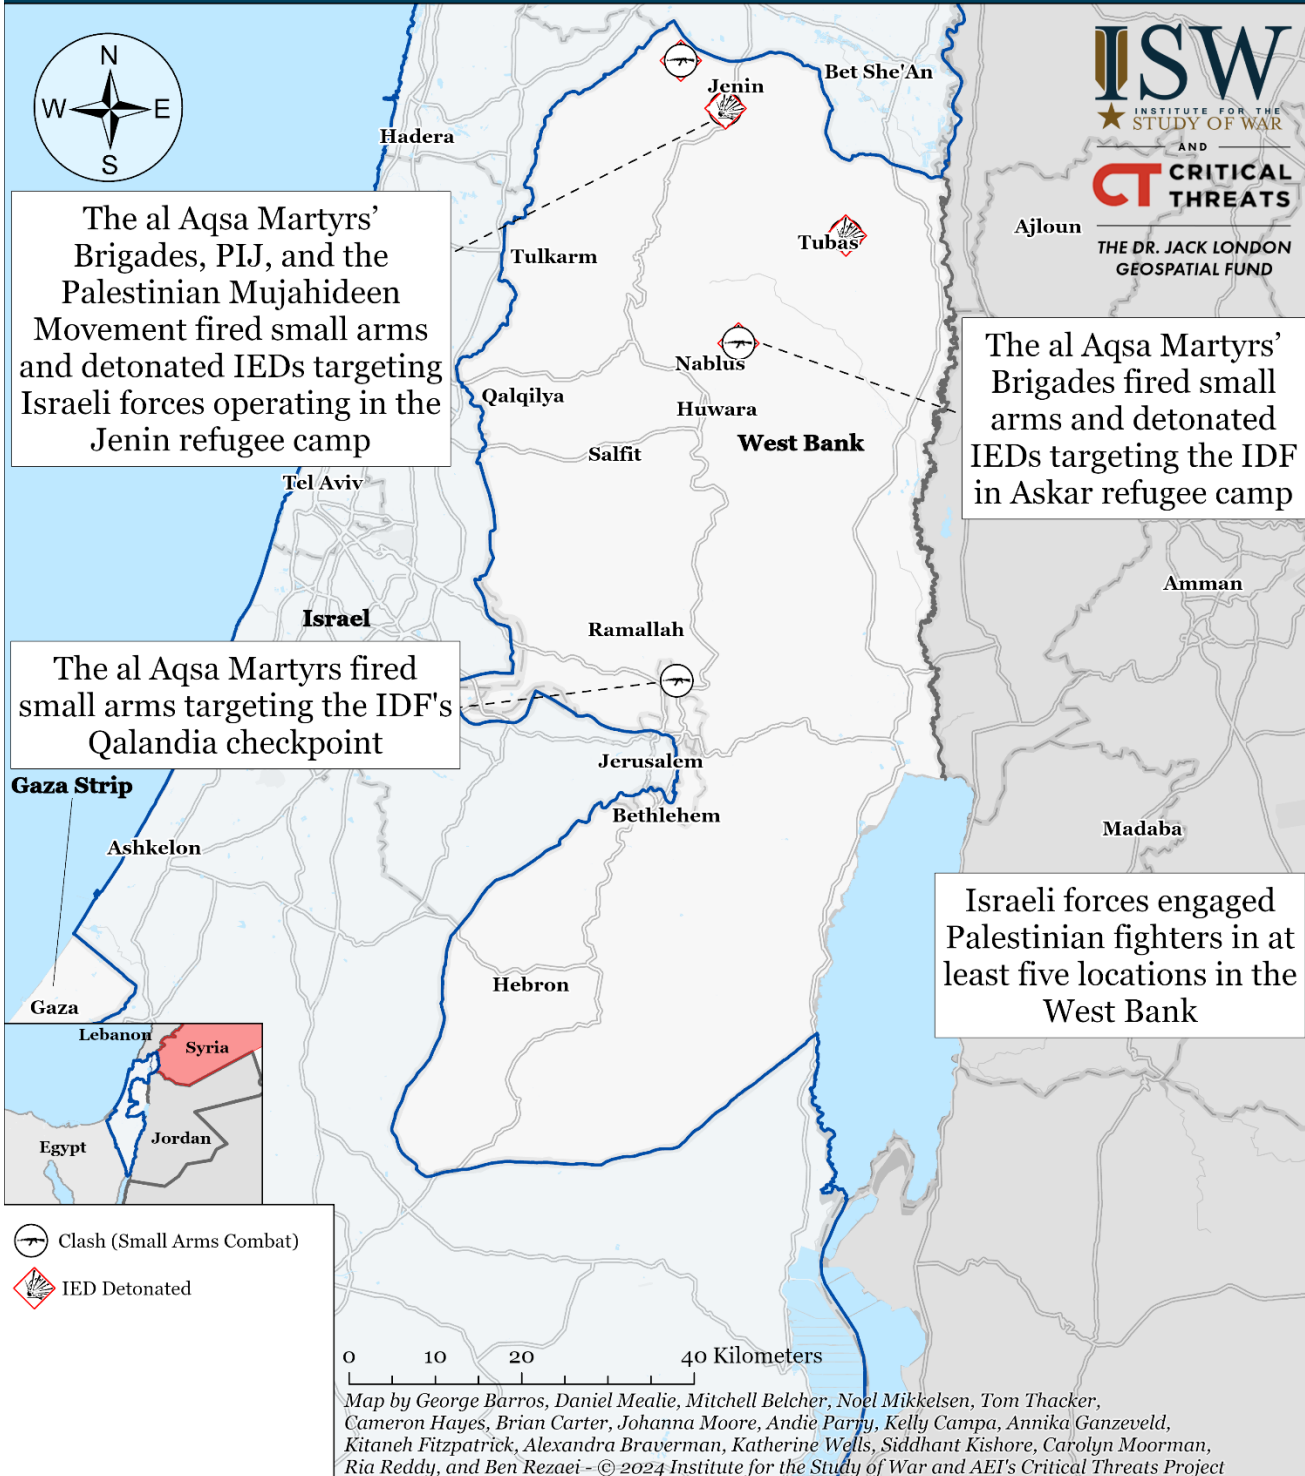 N
W
E
S
ISW
INSTITUTE FOR THE
STUDY OF WAR
AND
CT CRITICAL
THREATS
THE DR. JACK LONDON
GEOSPATIAL FUND
Bet She'An
Jenin
Hadera
The al Aqsa Martyrs’
Brigades, PIJ, and the
Palestinian Mujahideen
Movement fired small arms
and detonated IEDs targeting
Israeli forces operating in the
Jenin refugee camp
Ajloun
Tubas
Tulkarm
The al Aqsa Martyrs’
Brigades fired small
arms and detonated
IEDs targeting the IDF
in Askar refugee camp
Nablus
Qalqilya
Huwara
West Bank
Salfit
Tel Aviv
Amman
Israel
Ramallah
The al Aqsa Martyrs fired
small arms targeting the IDF's
Qalandia checkpoint
Jerusalem
Gaza Strip
Bethlehem
Madaba
Ashkelon
Israeli forces engaged
Palestinian fighters in at
least five locations in the
West Bank
Hebron
Gaza
Lebanon
Syria
Egypt
Jordan
Clash (Small Arms Combat)
IED Detonated
0 10 20 40 Kilometers
Map by George Barros, Daniel Mealie, Mitchell Belcher, Noel Mikkelsen, Tom Thacker,
Cameron Hayes, Brian Carter, Johanna Moore, Andie Parry, Kelly Campa, Annika Ganzeveld,
Kitaneh Fitzpatrick, Alexandra Braverman, Katherine Wells, Siddhant Kishore, Carolyn Moorman,
Ria Reddy, and Ben Rezaei - © 2024 Institute for the Study of War and AEI's Critical Threats Project